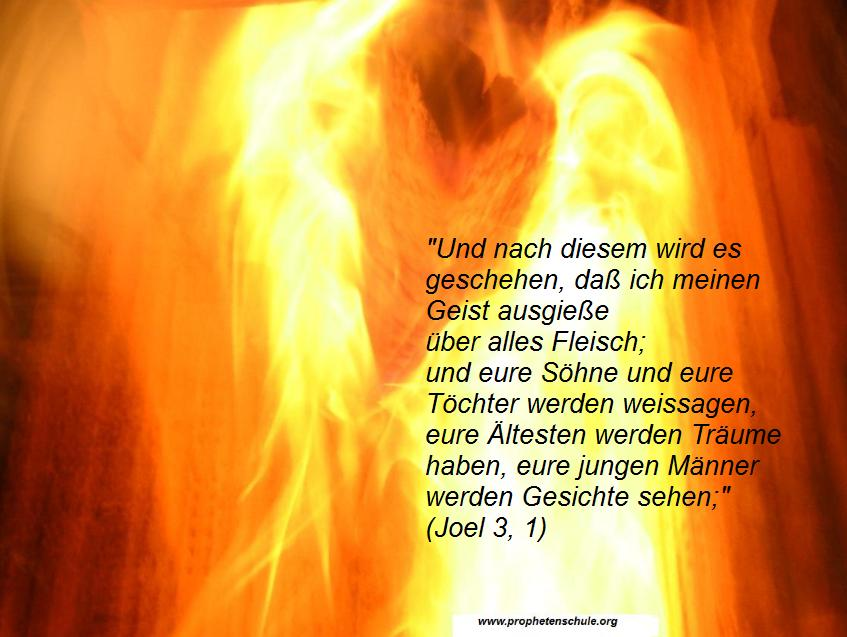 "Und nach diesem wird es
geschehen, daß ich meinen
Geist ausgieße
über alles Fleisch;
und eure Söhne und eure
Töchter werden weissagen,
eure Ältesten werden Träume
haben, eure jungen Männer
werden Gesichte sehen;"
(Joel 3, 1)
www.prophetenschule.org